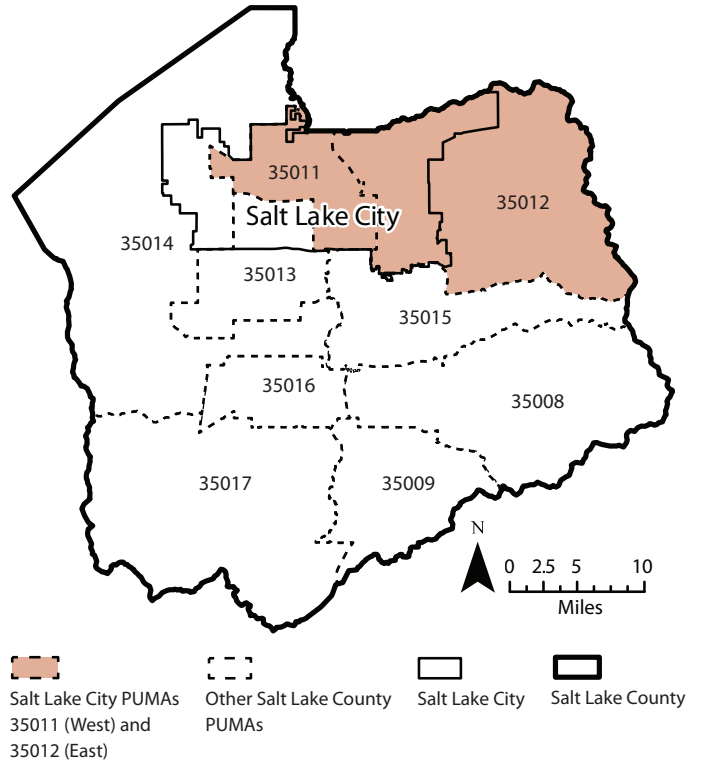 35011
35012
Salt Lake City
35014
35013
35015
35016
35008
35017
35009
N
0 2.5 5 10
Miles
Salt Lake City PUMAs
35011 (West) and
35012 (East)
Other Salt Lake County
PUMAs
Salt Lake City
Salt Lake County